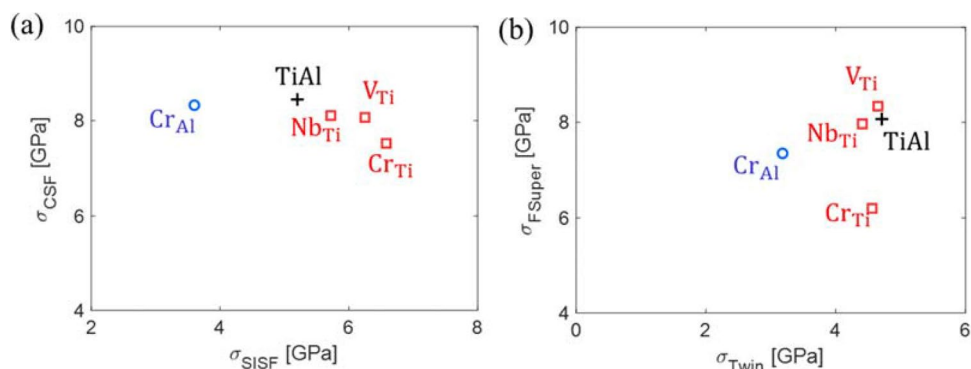 (a)
10
8
6
4
σ_CSF [GPa]
TiAl
V_Ti
Cr_Al
Nb_Ti
Cr_Ti
2 4 6 8
σ_SISF [GPa]
(b)
10
8
6
4
σ_FSuper [GPa]
V_Ti
Nb_Ti
TiAl
Cr_Al
Cr_Ti
0 2 4 6
σ_Twin [GPa]